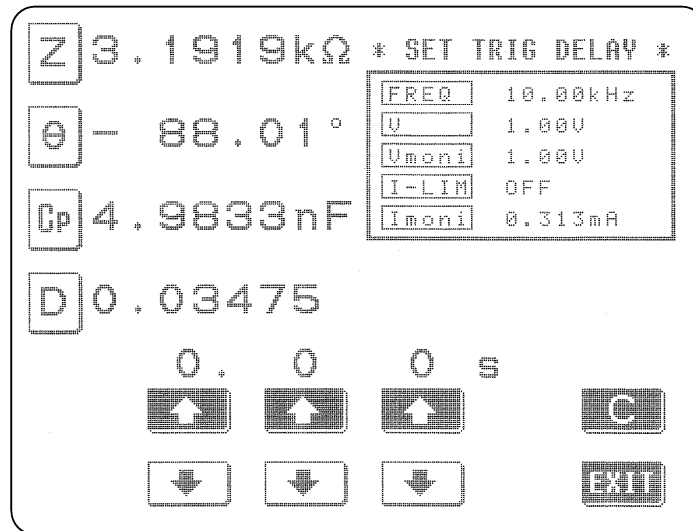 Z 3.1919kΩ
θ - 88.01°
Cp 4.9833nF
D 0.03475
* SET TRIG DELAY *
FREQ 10.00kHz
V 1.00V
Vmoni 1.00V
I-LIM OFF
Imoni 0.313mA
0. 0 0 s
C
EXIT